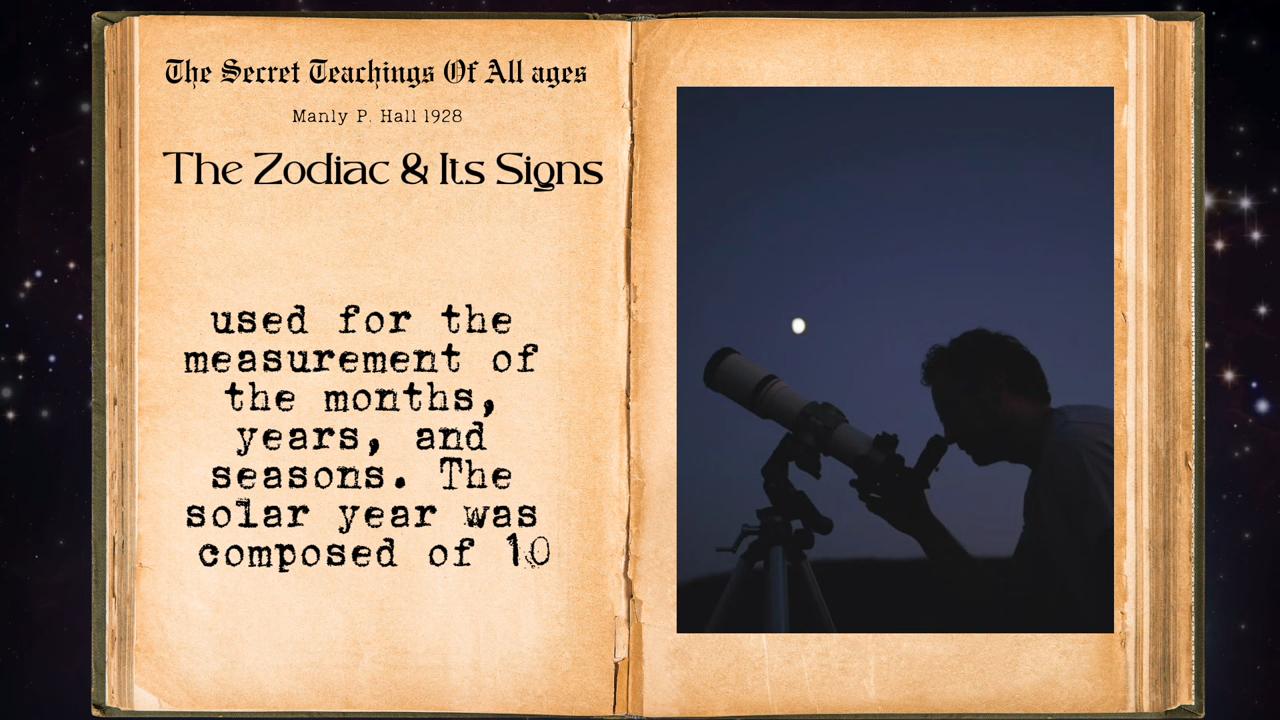 The Secret Teachings Of All ages
Manly P. Hall 1928
The Zodiac & Its Signs
used for the
measurement of
the months,
years, and
seasons. The
solar year was
composed of 10